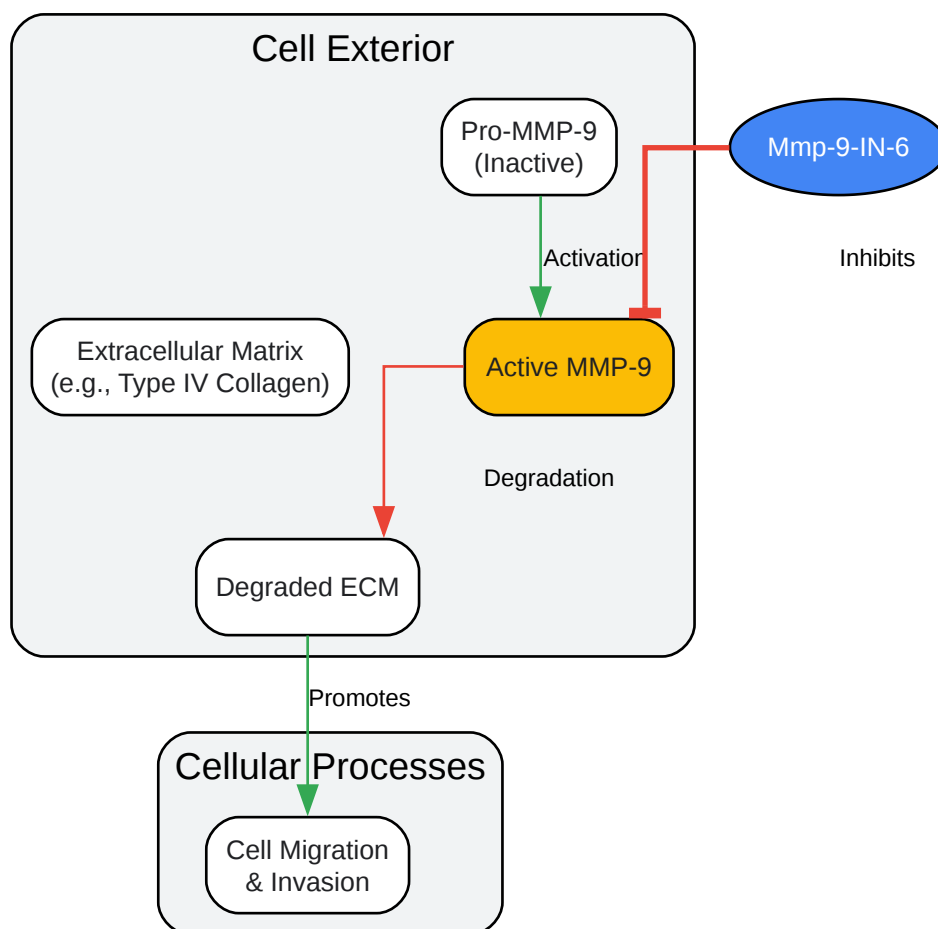 Cell Exterior
Pro-MMP-9
(Inactive)
Mmp-9-IN-6
Activation
Inhibits
Extracellular Matrix
(e.g., Type IV Collagen)
Active MMP-9
Degradation
Degraded ECM
Promotes
Cellular Processes
Cell Migration
& Invasion